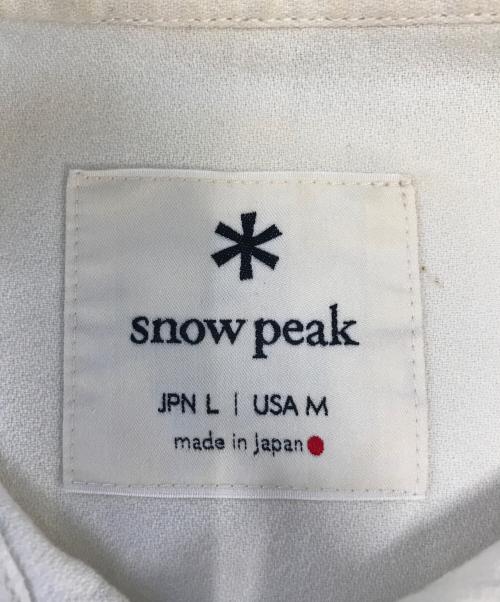 snow peak
JPN L | USA M
made in Japan